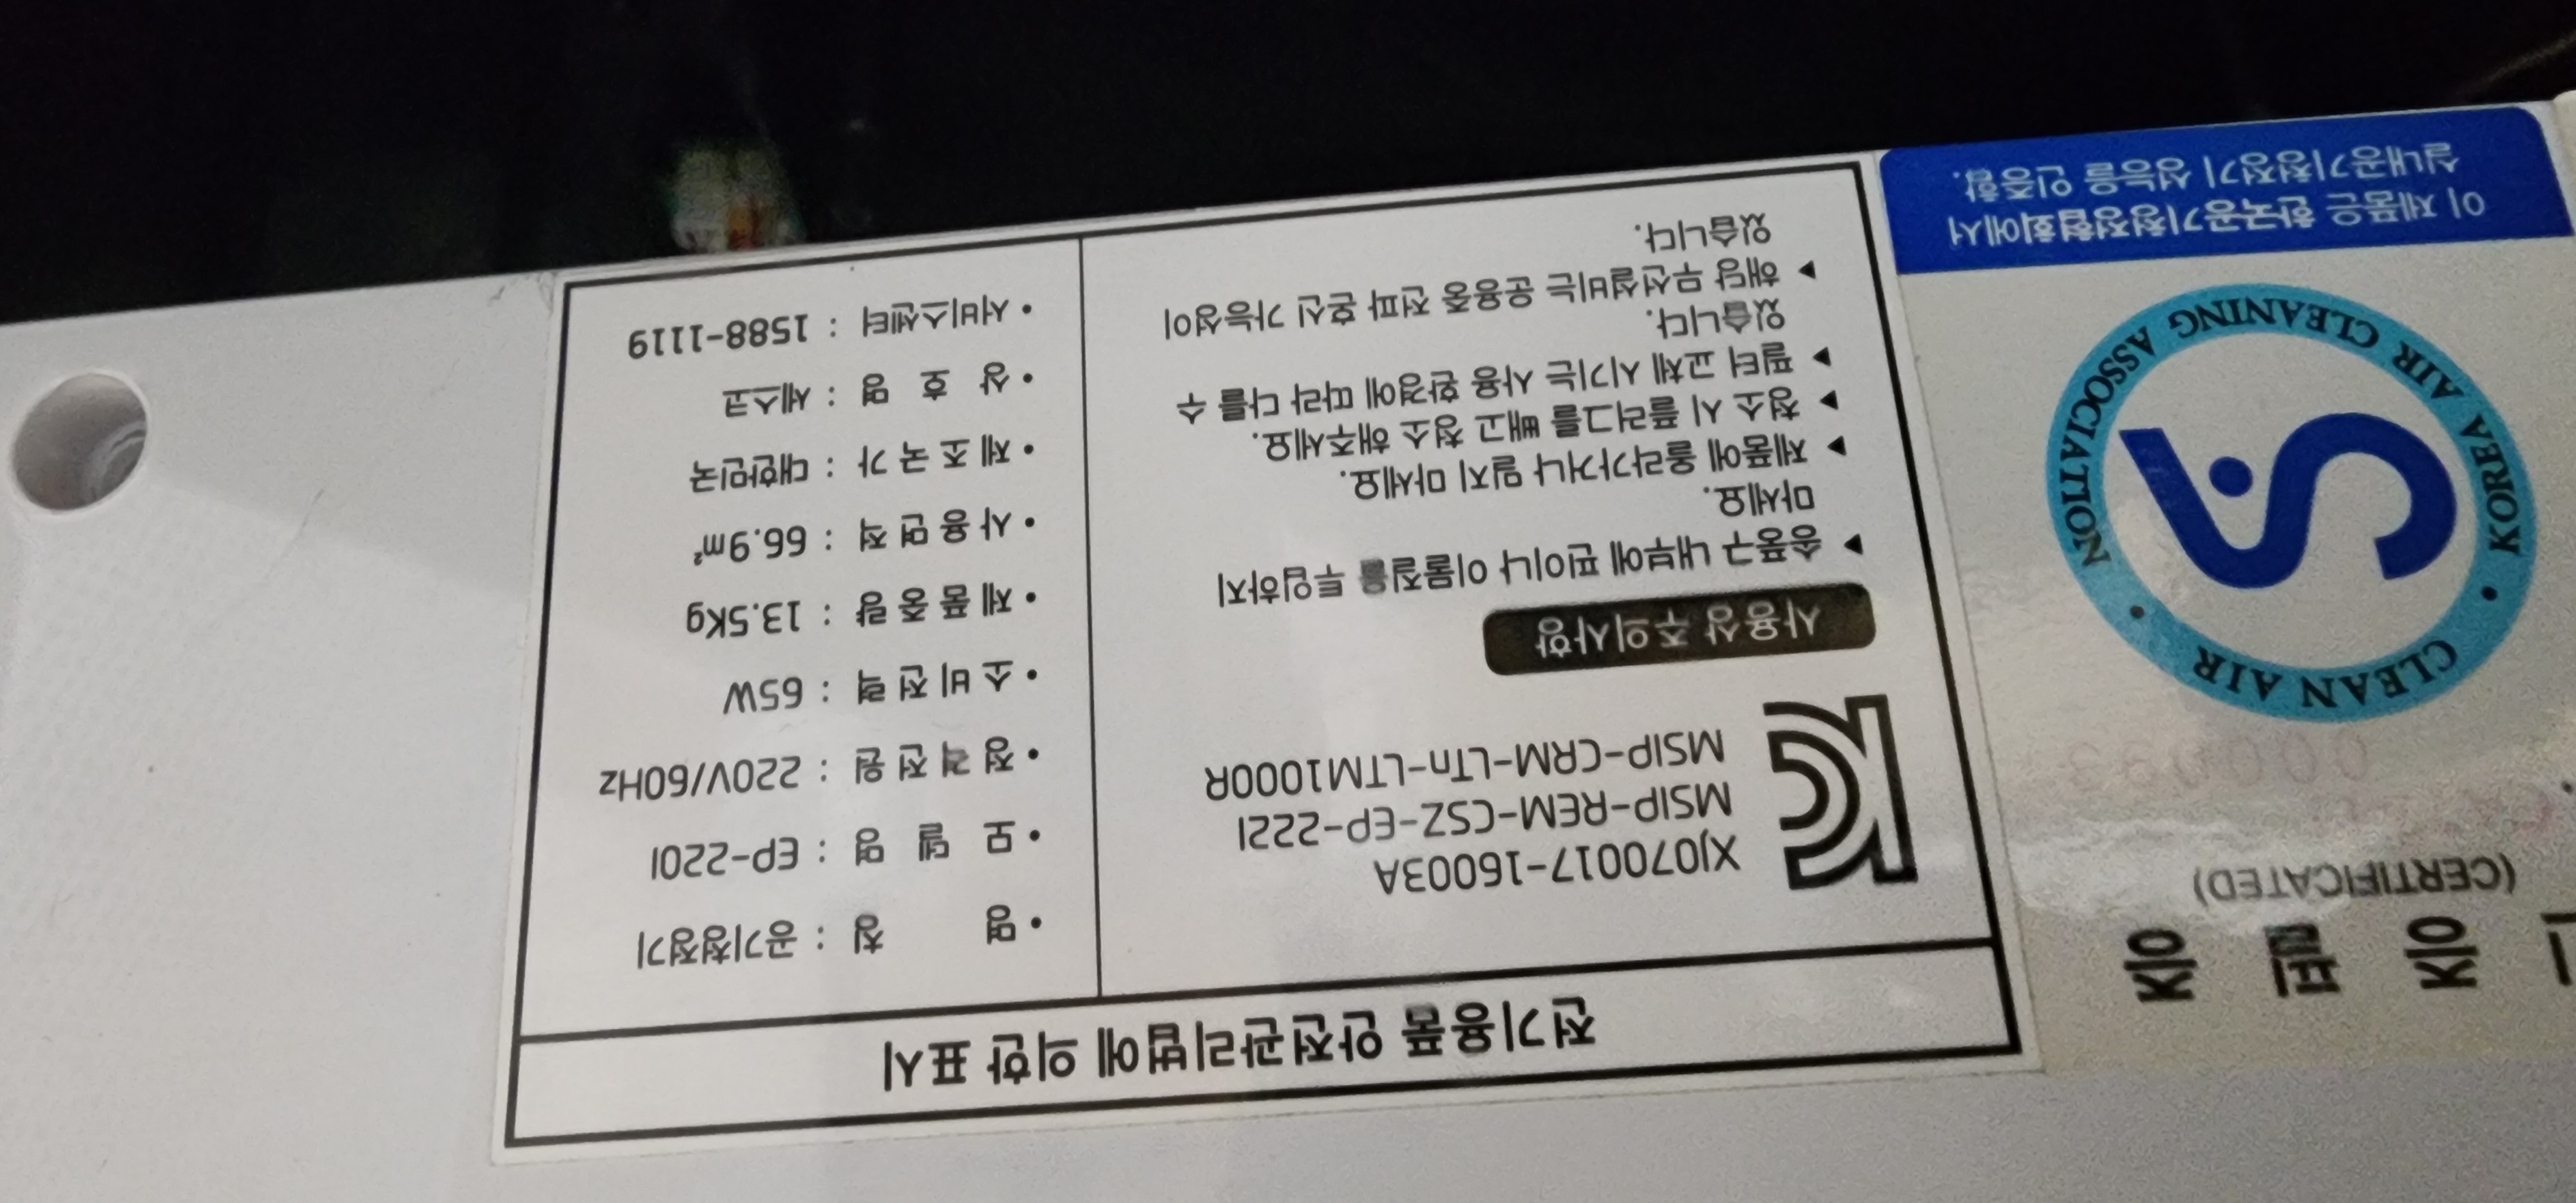 전기용품 안전관리법에 의한 표시
XJ070017-16003A
MSIP-REM-CSZ-EP-222I
MSIP-CRM-LTn-LTM1000R
사용상 주의사항
▶ 송풍구 내부에 핀이나 이물질을 투입하지
마세요.
▶ 제품에 올라가거나 밀지 마세요.
▶ 청소 시 플러그를 빼고 청소 해주세요.
▶ 필터 교체 시기는 사용 환경에 따라 다를 수
있습니다.
▶ 해당 무선설비는 운용중 전파 혼신 가능성이
있습니다.
• 명 칭 : 공기청정기
• 모 델 명 : EP-220I
• 정 격 전 원 : 220V/60Hz
• 소 비 전 력 : 65W
• 제 품 중 량 : 13.5Kg
• 사 용 면 적 : 66.9m²
• 제 조 국 가 : 대한민국
• 상 호 명 : 세스코
• 서비스센터 : 1588-1119
증 필 증
(CERTIFICATED)
CLEAN AIR
• KOREA AIR CLEANING ASSOCIATION •
이 제품은 한국공기청정협회에서
실내공기청정기 성능을 인증함.